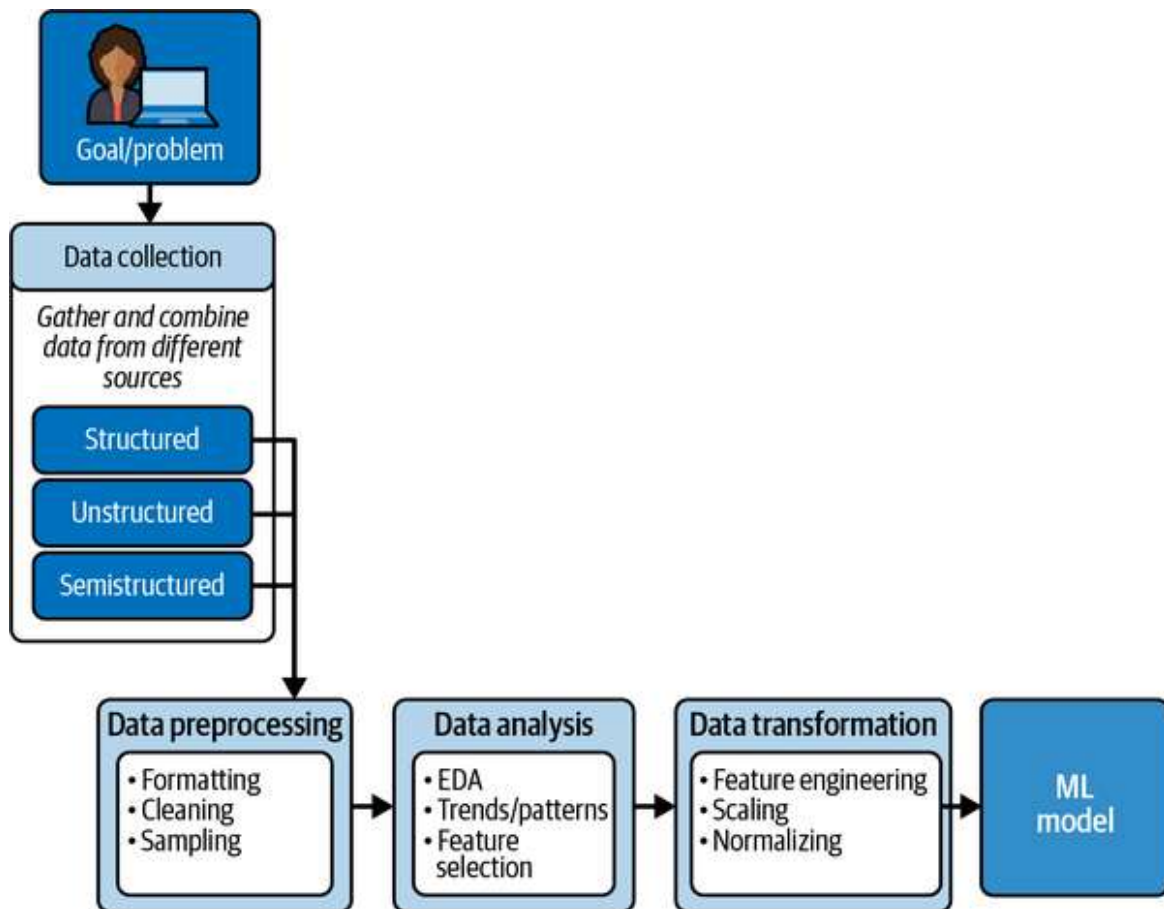 Goal/problem
Data collection
Gather and combine
data from different
sources
Structured
Unstructured
Semistructured
Data preprocessing
• Formatting
• Cleaning
• Sampling
Data analysis
• EDA
• Trends/patterns
• Feature
selection
Data transformation
• Feature engineering
• Scaling
• Normalizing
ML
model